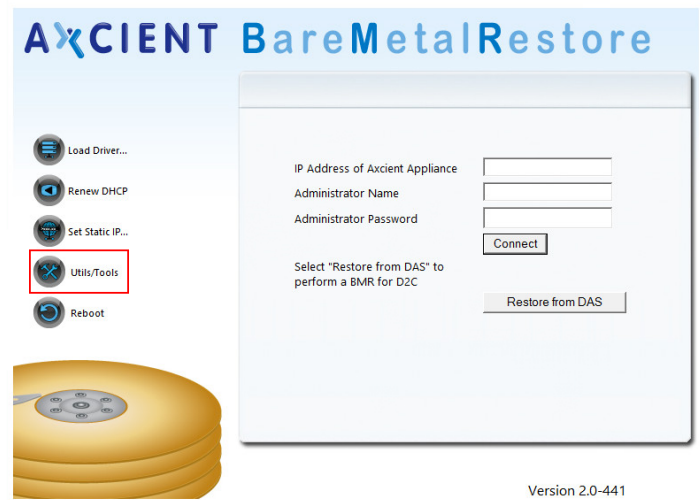 AXCIENT BareMetalRestore
Load Driver...
Renew DHCP
Set Static IP...
Utils/Tools
Reboot
IP Address of Axcient Appliance
Administrator Name
Administrator Password
Connect
Select "Restore from DAS" to
perform a BMR for D2C
Restore from DAS
Version 2.0-441